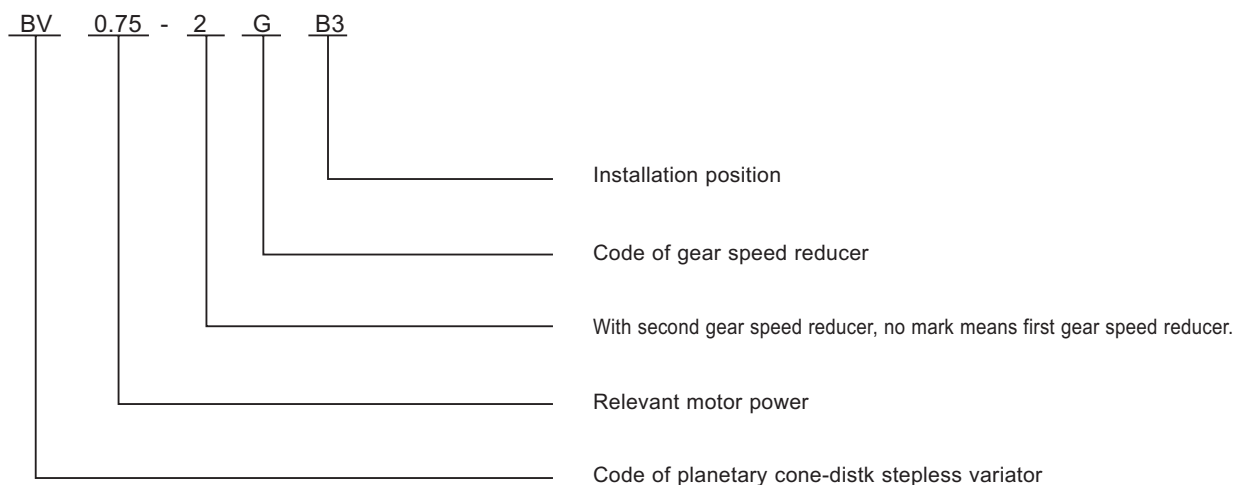 BV 0.75 - 2 G B3
Installation position
Code of gear speed reducer
With second gear speed reducer, no mark means first gear speed reducer.
Relevant motor power
Code of planetary cone-distk stepless variator